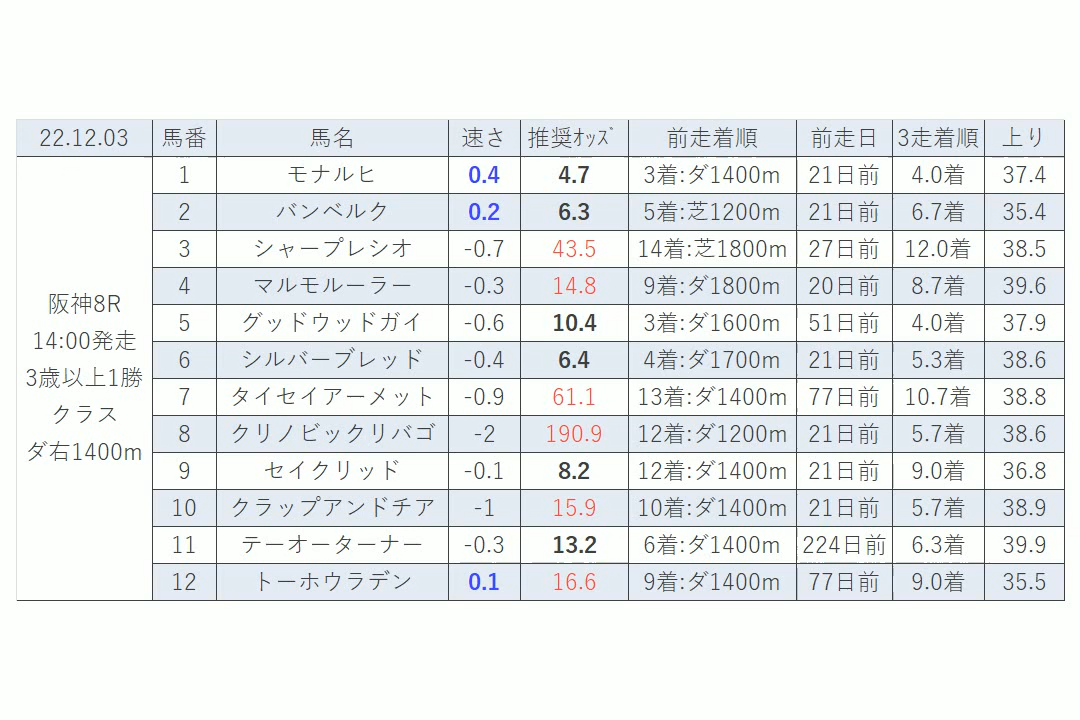 22.12.03 馬番 馬名 速さ 推奨ｵｯｽﾞ 前走着順 前走日 3走着順 上り
阪神8R
14:00発走
3歳以上1勝
クラス
ダ右1400m
1 モナルヒ 0.4 4.7 3着:ダ1400m 21日前 4.0着 37.4
2 バンベルク 0.2 6.3 5着:芝1200m 21日前 6.7着 35.4
3 シャープレシオ -0.7 43.5 14着:芝1800m 27日前 12.0着 38.5
4 マルモルーラー -0.3 14.8 9着:ダ1800m 20日前 8.7着 39.6
5 グッドウッドガイ -0.6 10.4 3着:ダ1600m 51日前 4.0着 37.9
6 シルバーブレッド -0.4 6.4 4着:ダ1700m 21日前 5.3着 38.6
7 タイセイアーメット -0.9 61.1 13着:ダ1400m 77日前 10.7着 38.8
8 クリノビックリバゴ -2 190.9 12着:ダ1200m 21日前 5.7着 38.6
9 セイクリッド -0.1 8.2 12着:ダ1400m 21日前 9.0着 36.8
10 クラップアンドチア -1 15.9 10着:ダ1400m 21日前 5.7着 38.9
11 テーオーターナー -0.3 13.2 6着:ダ1400m 224日前 6.3着 39.9
12 トーホウラデン 0.1 16.6 9着:ダ1400m 77日前 9.0着 35.5